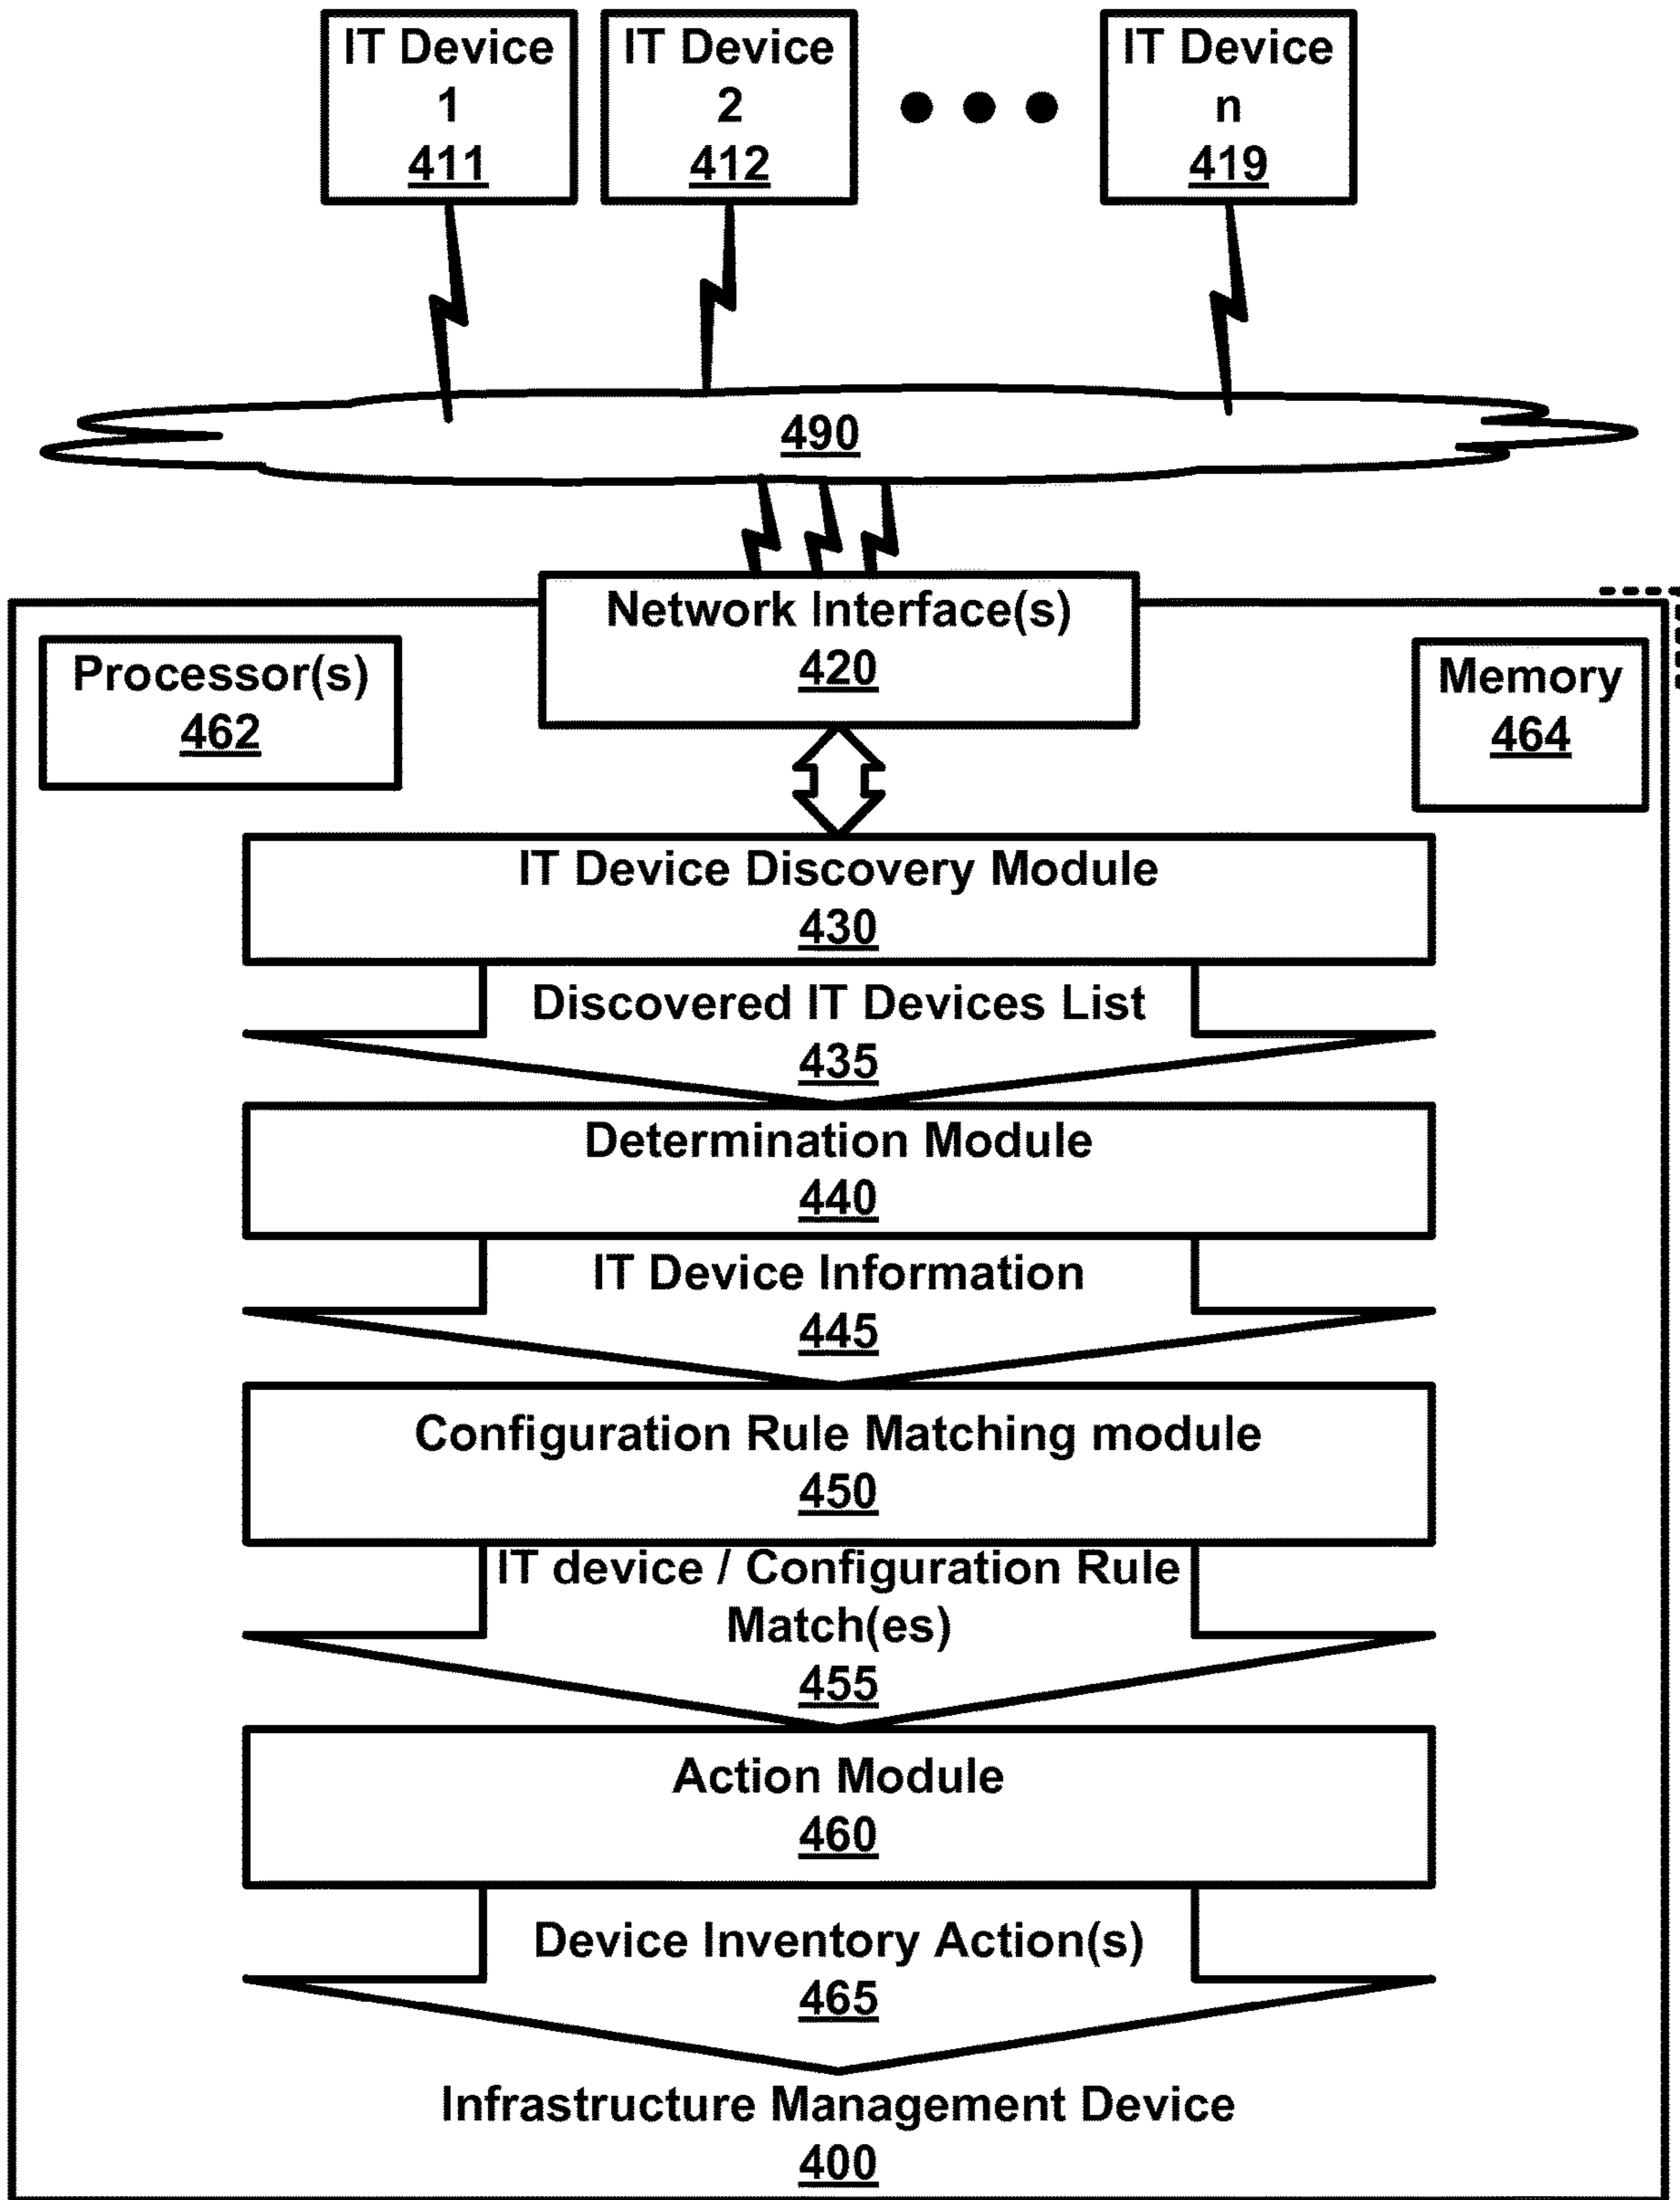 IT Device
1
411
IT Device
2
412
IT Device
n
419
490
Network Interface(s)
420
Processor(s)
462
Memory
464
IT Device Discovery Module
430
Discovered IT Devices List
435
Determination Module
440
IT Device Information
445
Configuration Rule Matching module
450
IT device / Configuration Rule
Match(es)
455
Action Module
460
Device Inventory Action(s)
465
Infrastructure Management Device
400